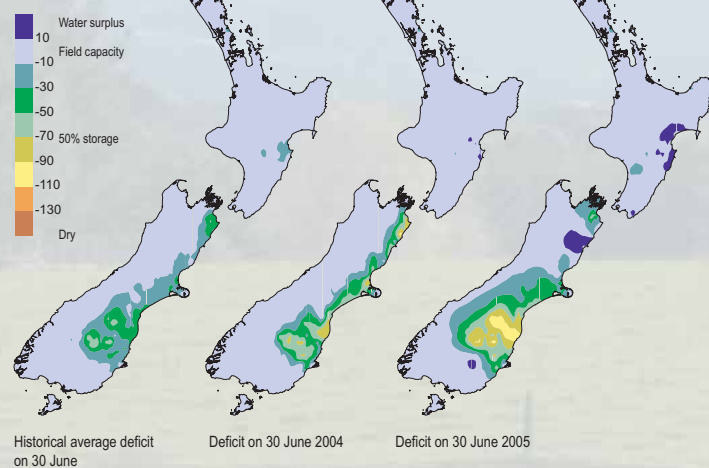 Water surplus
10
Field capacity
-10
-30
-50
-70
50% storage
-90
-110
-130
Dry
Historical average deficit
on 30 June
Deficit on 30 June 2004
Deficit on 30 June 2005